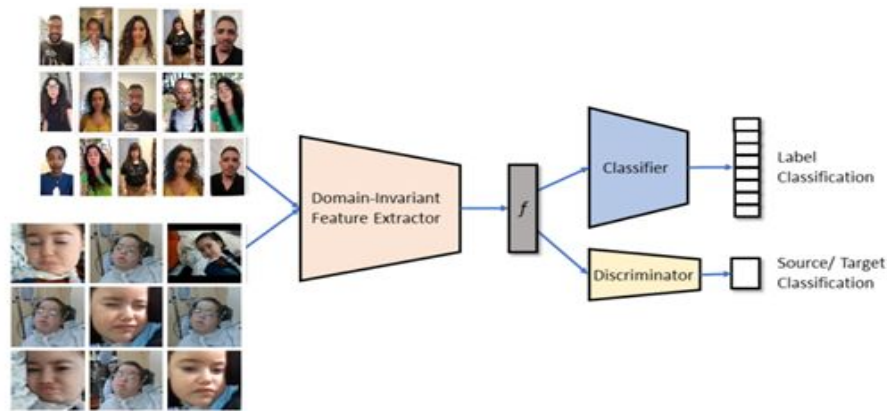 Domain-Invariant
Feature Extractor
f
Classifier
Label
Classification
Discriminator
Source/ Target
Classification